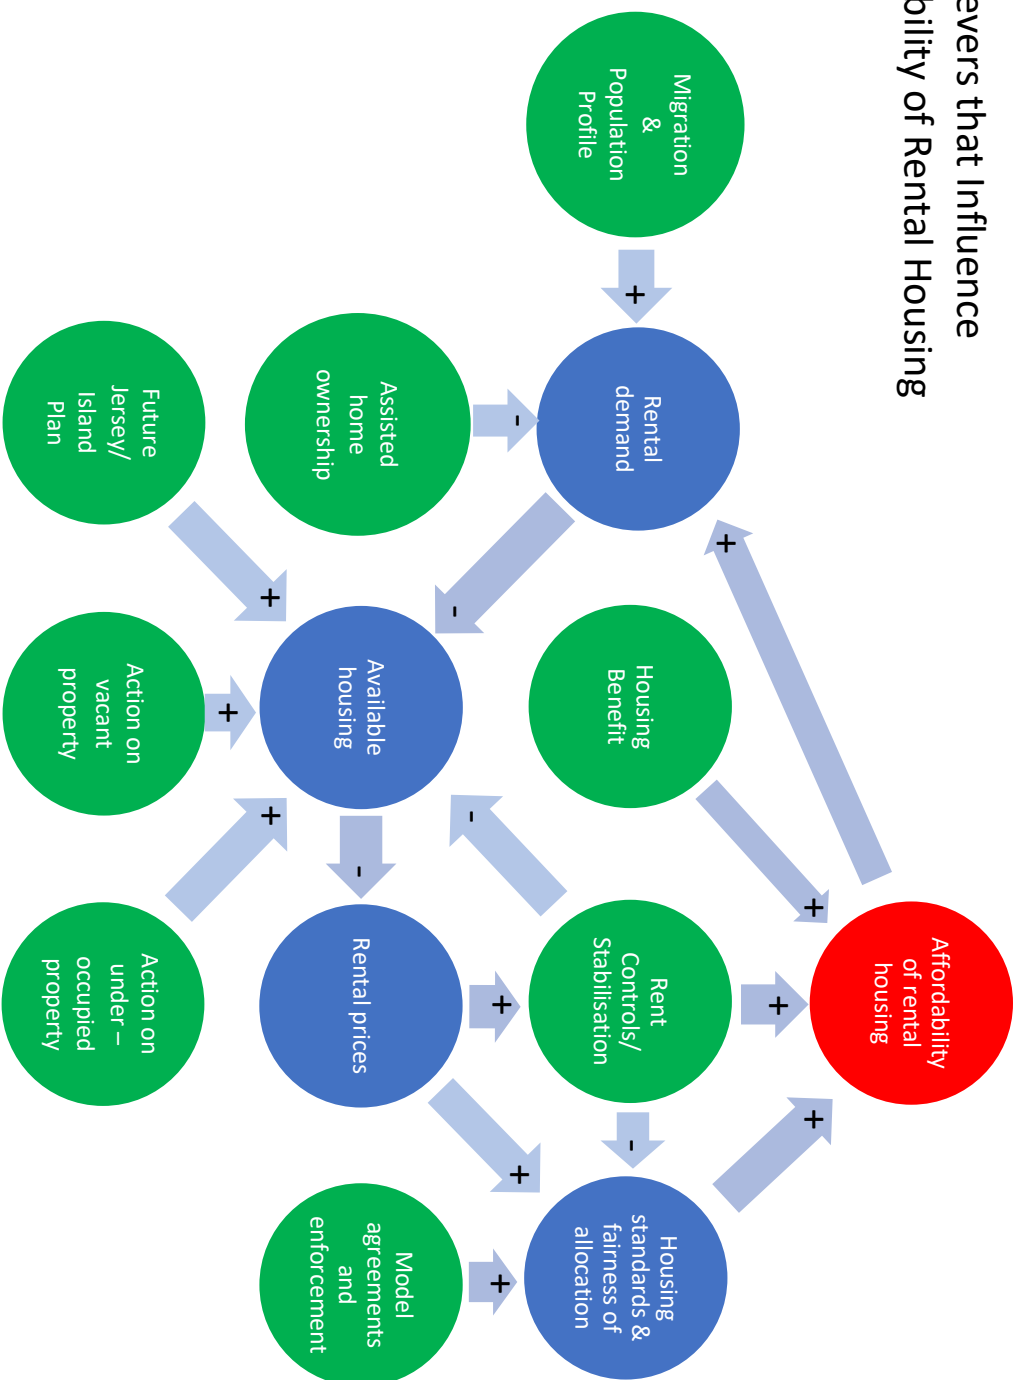 evers that Influence
bility of Rental Housing
Affordability
of rental
housing
+
+
+
+
Migration
&
Population
Profile
+
Rental
demand
Housing
Benefit
Rent
Controls/
Stabilisation
-
Housing
standards &
fairness of
allocation
-
-
-
+
+
+
Assisted
home
ownership
Available
housing
-
Rental prices
Model
agreements
and
enforcement
+
+
+
Future
Jersey/
Island
Plan
Action on
vacant
property
Action on
under –
occupied
property